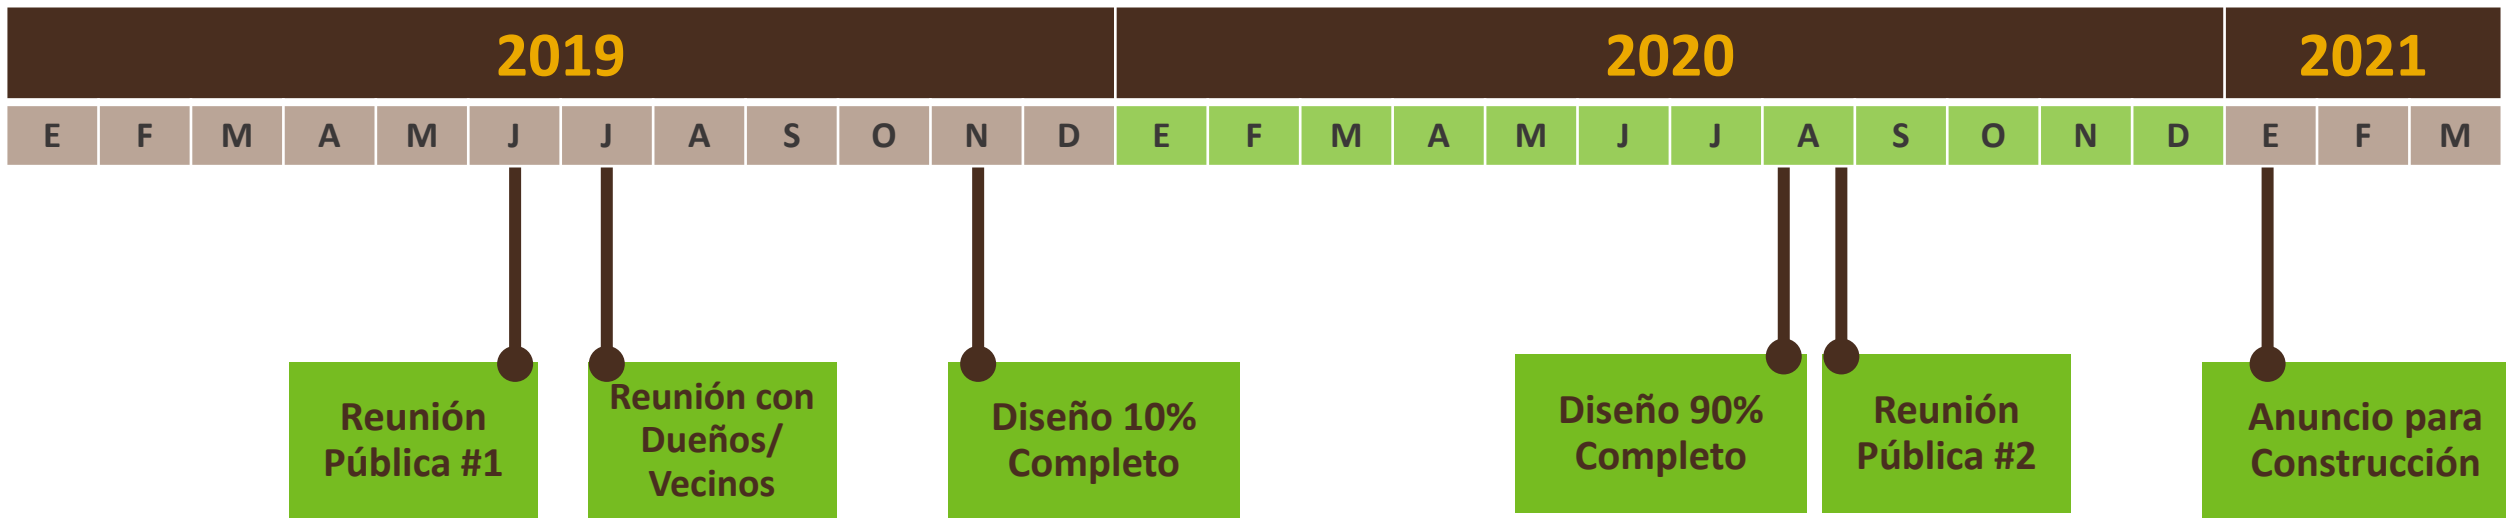 2019 2020 2021
E F M A M J J A S O N D E F M A M J J A S O N D E F M
Reunión
Pública #1
Reunión con
Dueños/
Vecinos
Diseño 10%
Completo
Diseño 90%
Completo
Reunión
Pública #2
Anuncio para
Construcción